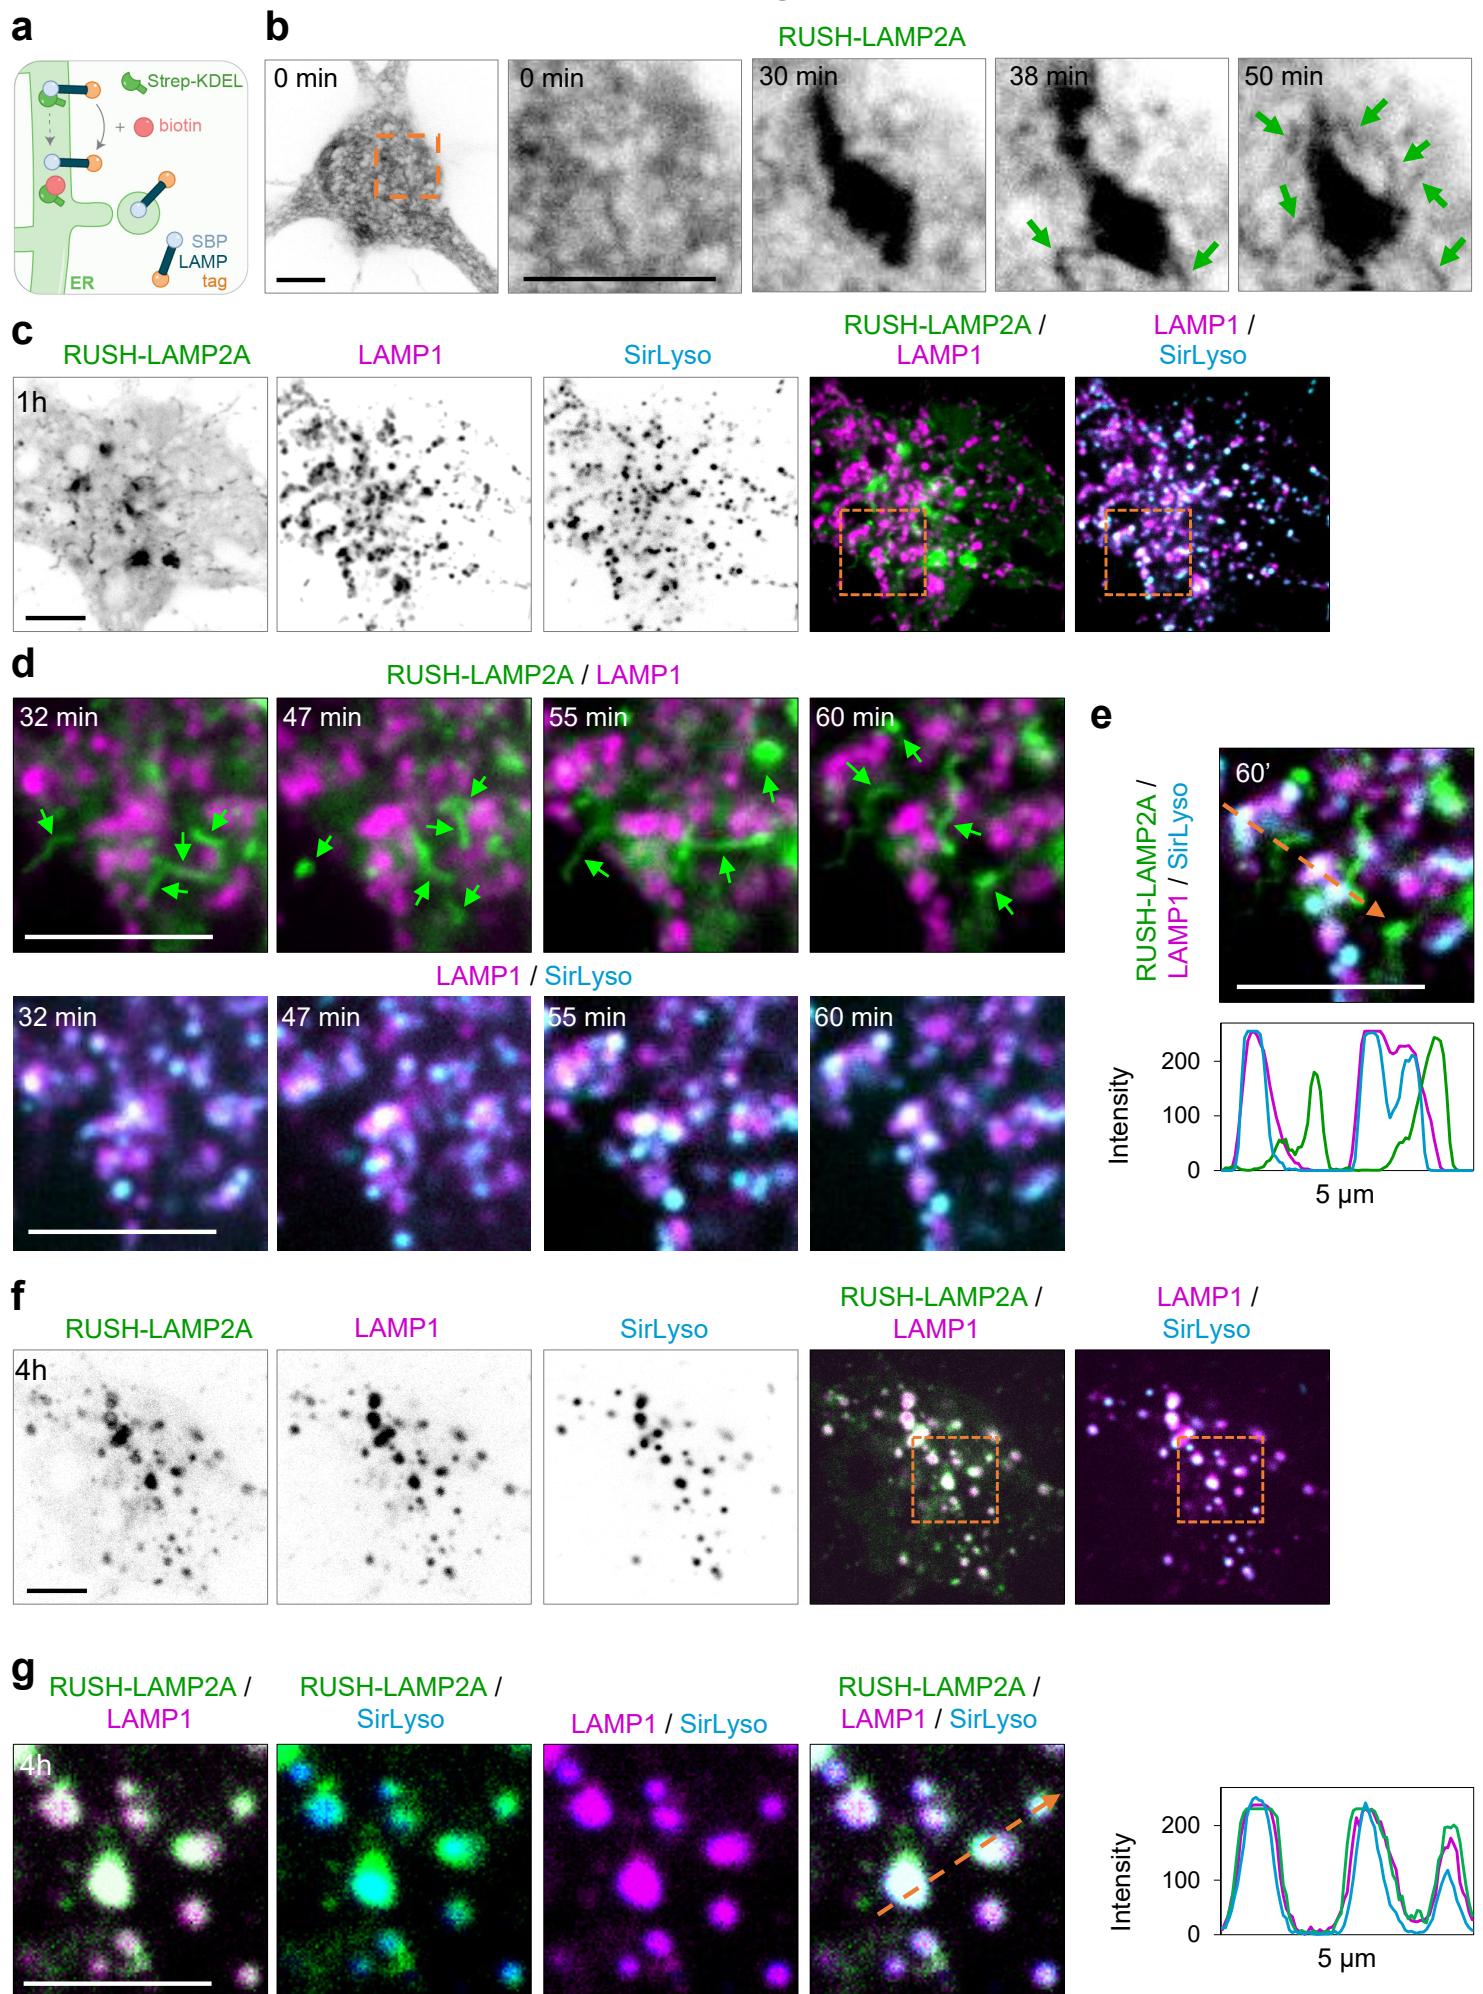 a
Strep-KDEL
+ biotin
SBP
LAMP
tag
ER
b
RUSH-LAMP2A
0 min
0 min
30 min
38 min
50 min
c
RUSH-LAMP2A
LAMP1
SirLyso
RUSH-LAMP2A /
LAMP1
LAMP1 /
SirLyso
1h
d
RUSH-LAMP2A / LAMP1
32 min
47 min
55 min
60 min
LAMP1 / SirLyso
32 min
47 min
55 min
60 min
e
RUSH-LAMP2A /
LAMP1 / SirLyso
60'
Intensity
200
100
0
5 µm
f
RUSH-LAMP2A
LAMP1
SirLyso
RUSH-LAMP2A /
LAMP1
LAMP1 /
SirLyso
4h
g
RUSH-LAMP2A /
LAMP1
RUSH-LAMP2A /
SirLyso
LAMP1 / SirLyso
RUSH-LAMP2A /
LAMP1 / SirLyso
4h
Intensity
200
100
0
5 µm